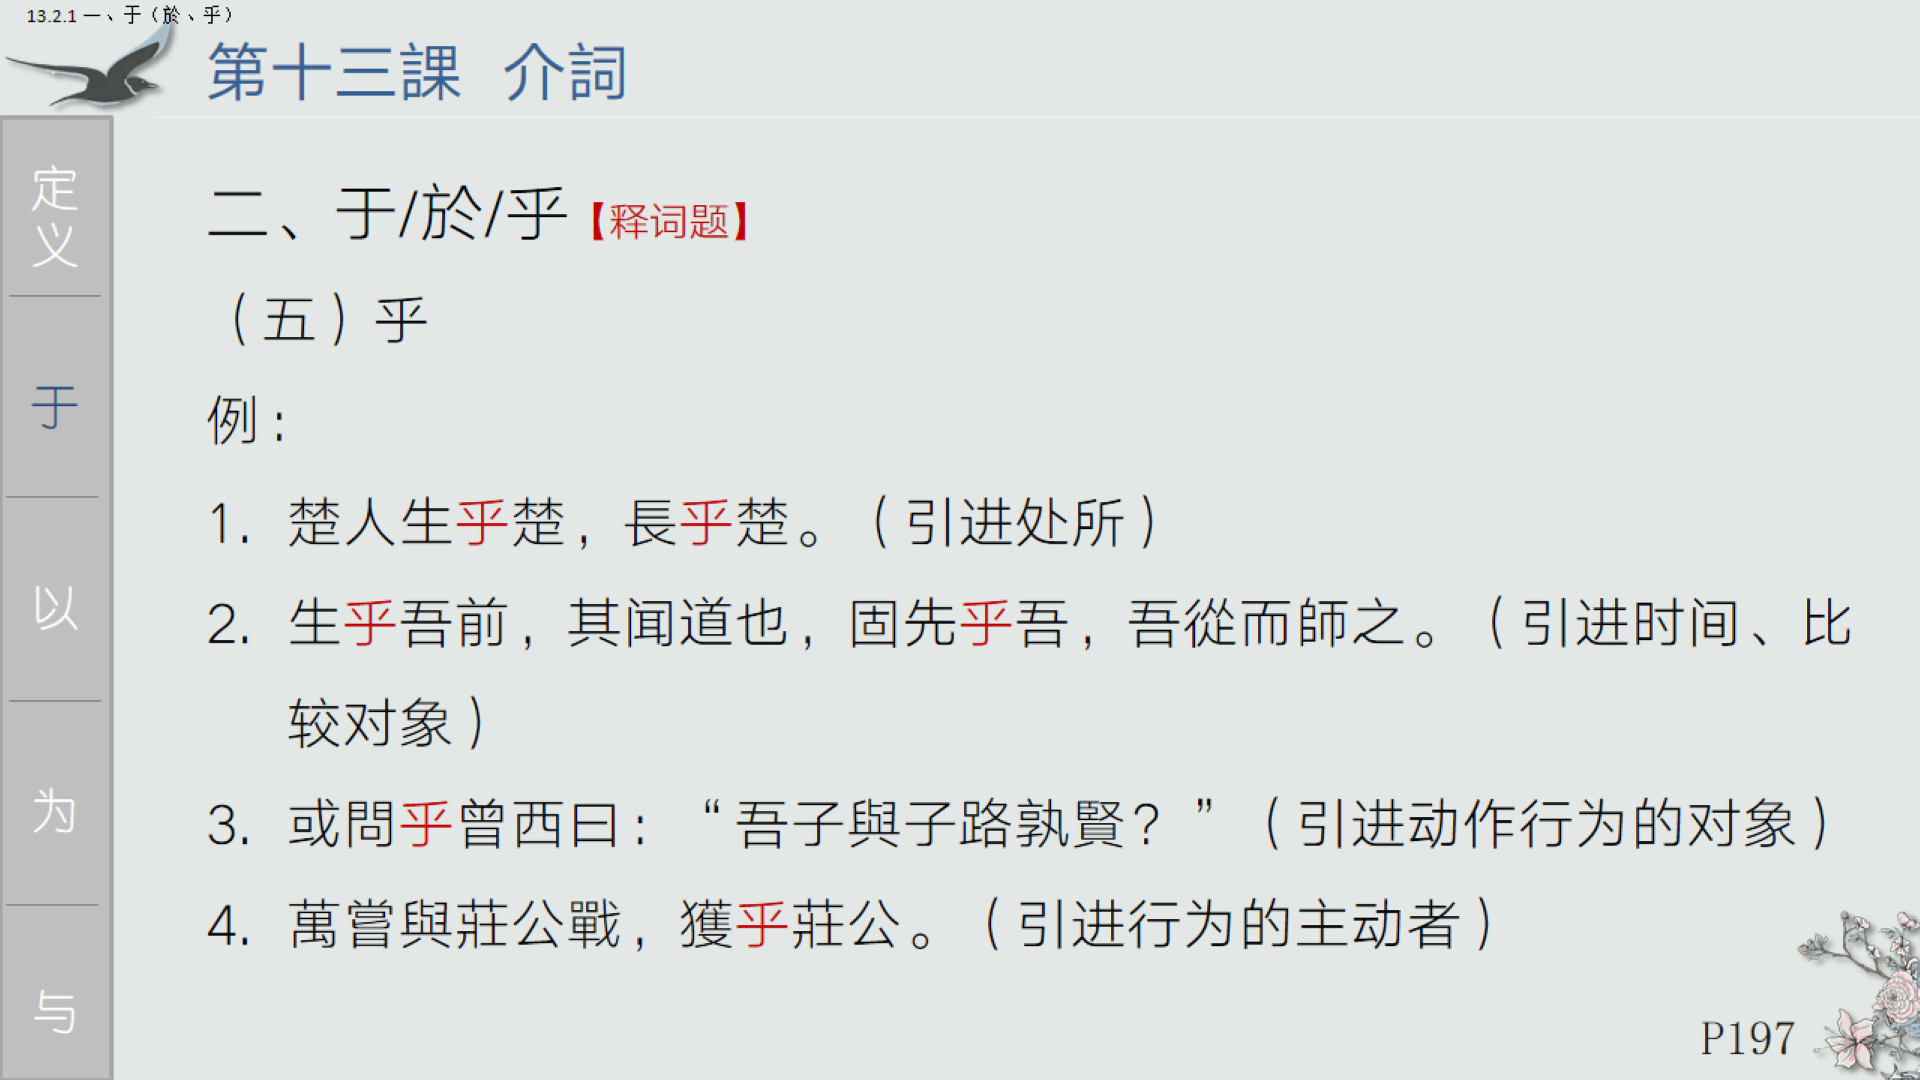 13.2.1 一、于（於、乎）
第十三課 介詞
定义
于
以
为
与
二、于/於/乎【释词题】
（五）乎
例：
1. 楚人生乎楚，長乎楚。（引进处所）
2. 生乎吾前，其闻道也，固先乎吾，吾從而師之。（引进时间、比
较对象）
3. 或問乎曾西曰：“吾子與子路孰賢？”（引进动作行为的对象）
4. 萬嘗與莊公戰，獲乎莊公。（引进行为的主动者）
P197